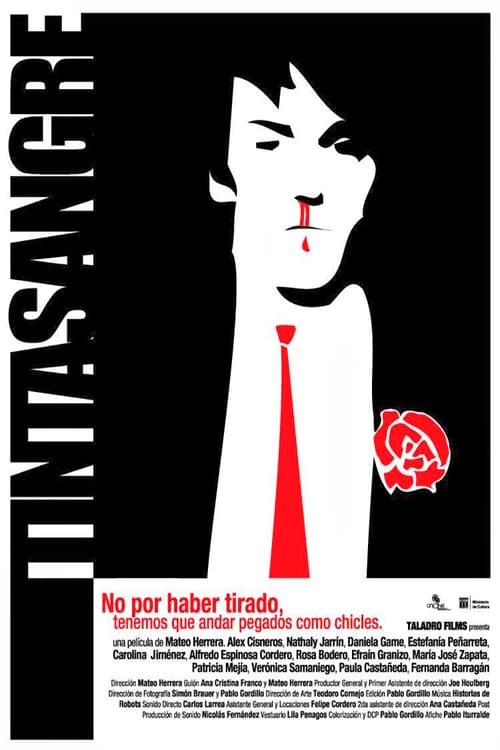 TINTASANGRE
No por haber tirado,
tenemos que andar pegados como chicles.
TALADRO FILMS presenta
Ministerio
de Cultura
una película de Mateo Herrera. Alex Cisneros, Nathaly Jarrín, Daniela Game, Estefanía Peñarreta,
Carolina Jiménez, Alfredo Espinosa Cordero, Rosa Bodero, Efraín Granizo, María José Zapata,
Patricia Mejía, Verónica Samaniego, Paula Castañeda, Fernanda Barragán
Dirección Mateo Herrera Guión Ana Cristina Franco y Mateo Herrera Productor General y Primer Asistente de dirección Joe Houlberg
Dirección de Fotografía Simón Brauer y Pablo Gordillo Dirección de Arte Teodoro Cornejo Edición Pablo Gordillo Música Historias de
Robots Sonido Directo Carlos Larrea Asistente General y Locaciones Felipe Cordero 2da asistente de dirección Ana Castañeda Post
Producción de Sonido Nicolás Fernández Vestuario Lila Penagos Colorización y DCP Pablo Gordillo Afiche Pablo Iturralde